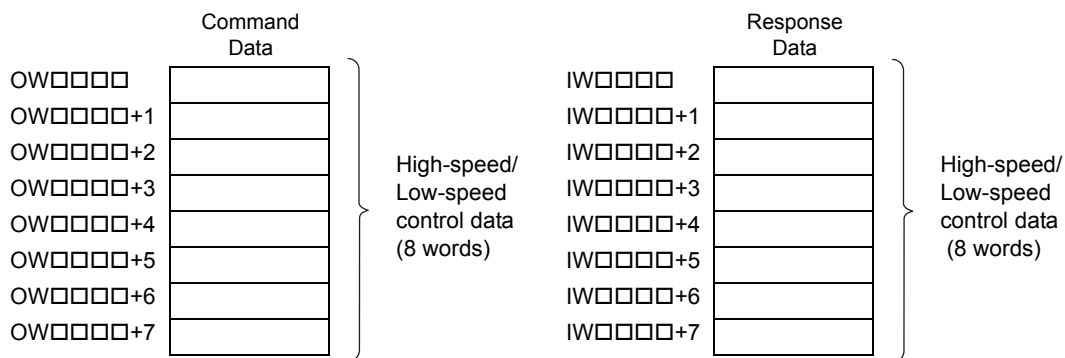 Command
Data
OW□□□□
OW□□□□+1
OW□□□□+2
OW□□□□+3
OW□□□□+4
OW□□□□+5
OW□□□□+6
OW□□□□+7
High-speed/
Low-speed
control data
(8 words)
Response
Data
IW□□□□
IW□□□□+1
IW□□□□+2
IW□□□□+3
IW□□□□+4
IW□□□□+5
IW□□□□+6
IW□□□□+7
High-speed/
Low-speed
control data
(8 words)